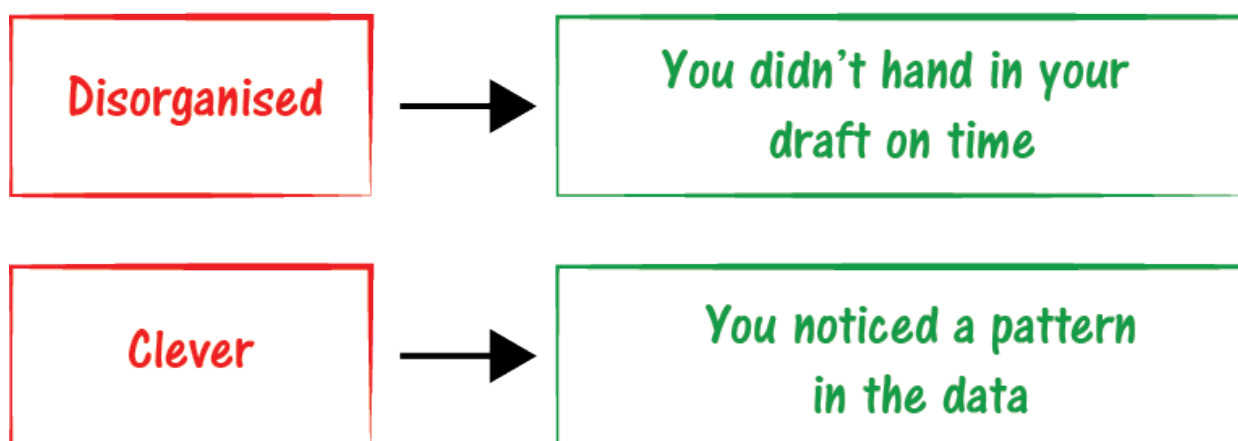 Disorganised
You didn't hand in your
draft on time
Clever
You noticed a pattern
in the data